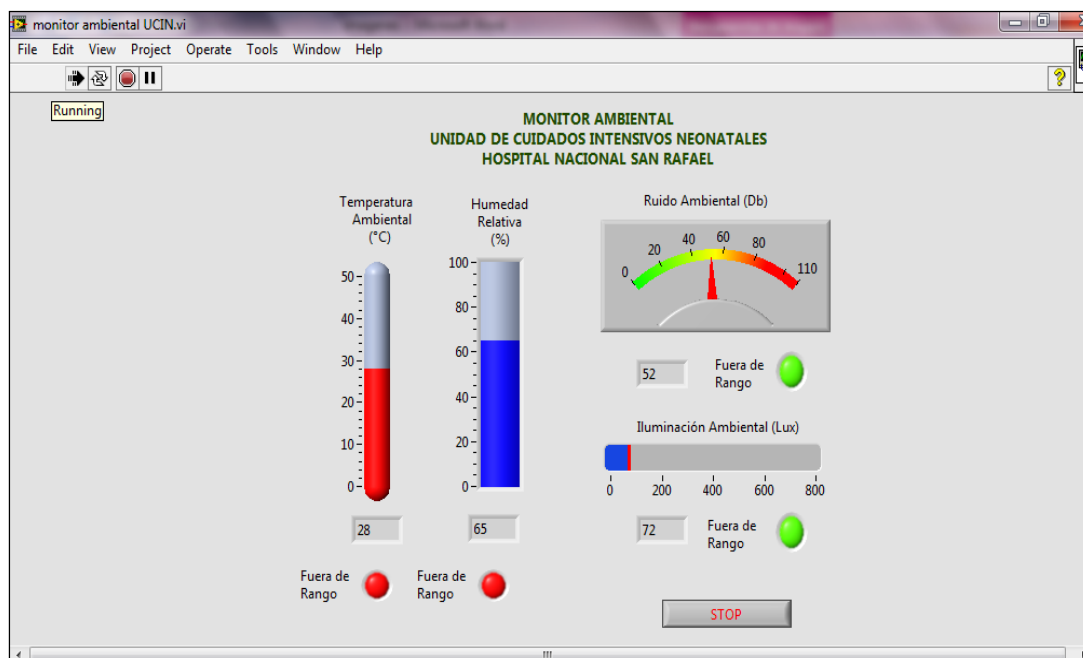 monitor ambiental UCIN.vi
File Edit View Project Operate Tools Window Help
?
Running
MONITOR AMBIENTAL
UNIDAD DE CUIDADOS INTENSIVOS NEONATALES
HOSPITAL NACIONAL SAN RAFAEL
Temperatura
Ambiental
(°C)
50
40
30
20
10
0
28
Fuera de
Rango
Humedad
Relativa
(%)
100
80
60
40
20
0
65
Fuera de
Rango
Ruido Ambiental (Db)
0 20 40 60 80 110
52
Fuera de
Rango
Iluminación Ambiental (Lux)
0 200 400 600 800
72
Fuera de
Rango
STOP